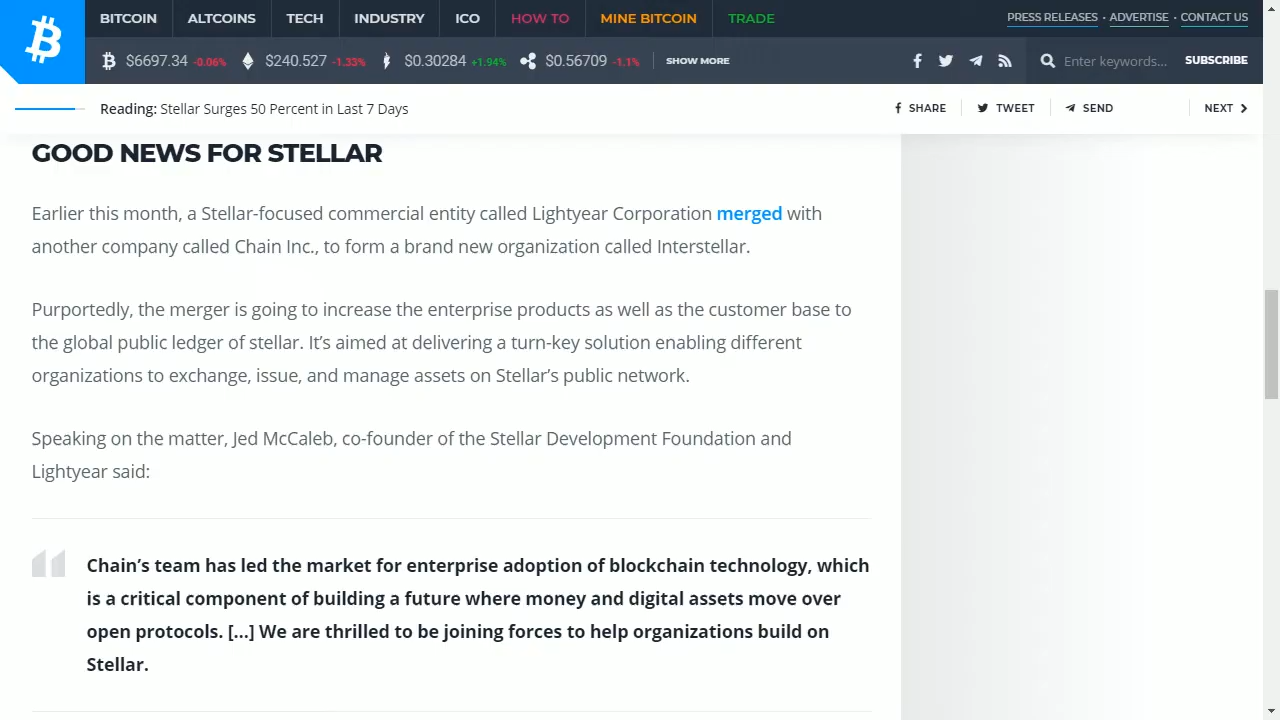 BITCOIN ALTCOINS TECH INDUSTRY ICO HOW TO MINE BITCOIN TRADE PRESS RELEASES · ADVERTISE · CONTACT US
$6697.34 -0.06% $240.527 -1.33% $0.30284 +1.94% $0.56709 -1.1% SHOW MORE Enter keywords... SUBSCRIBE
Reading: Stellar Surges 50 Percent in Last 7 Days SHARE TWEET SEND NEXT
GOOD NEWS FOR STELLAR
Earlier this month, a Stellar-focused commercial entity called Lightyear Corporation merged with
another company called Chain Inc., to form a brand new organization called Interstellar.
Purportedly, the merger is going to increase the enterprise products as well as the customer base to
the global public ledger of stellar. It’s aimed at delivering a turn-key solution enabling different
organizations to exchange, issue, and manage assets on Stellar’s public network.
Speaking on the matter, Jed McCaleb, co-founder of the Stellar Development Foundation and
Lightyear said:
Chain’s team has led the market for enterprise adoption of blockchain technology, which
is a critical component of building a future where money and digital assets move over
open protocols. [...] We are thrilled to be joining forces to help organizations build on
Stellar.